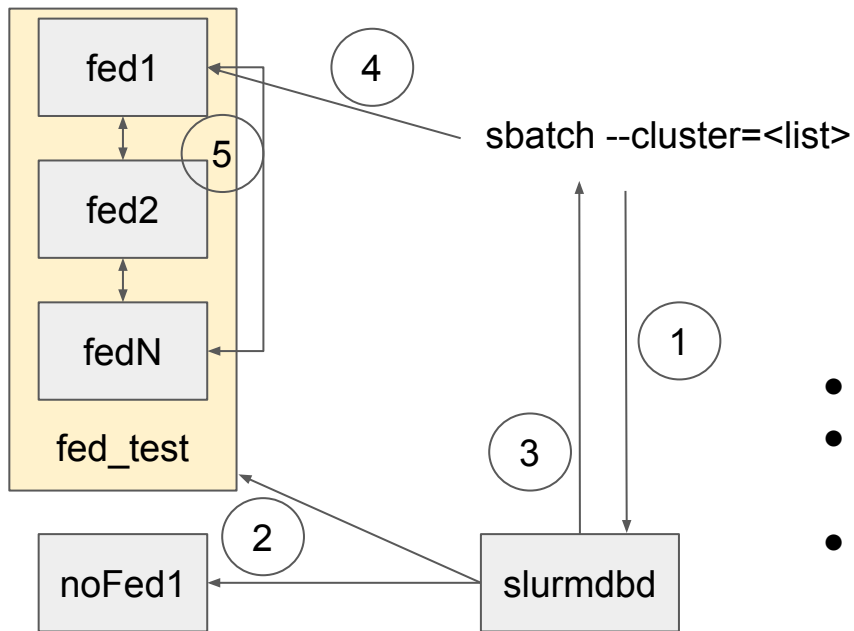 fed1
4
sbatch --cluster=<list>
5
fed2
fedN
1
fed_test
3
2
noFed1
slurmdbd